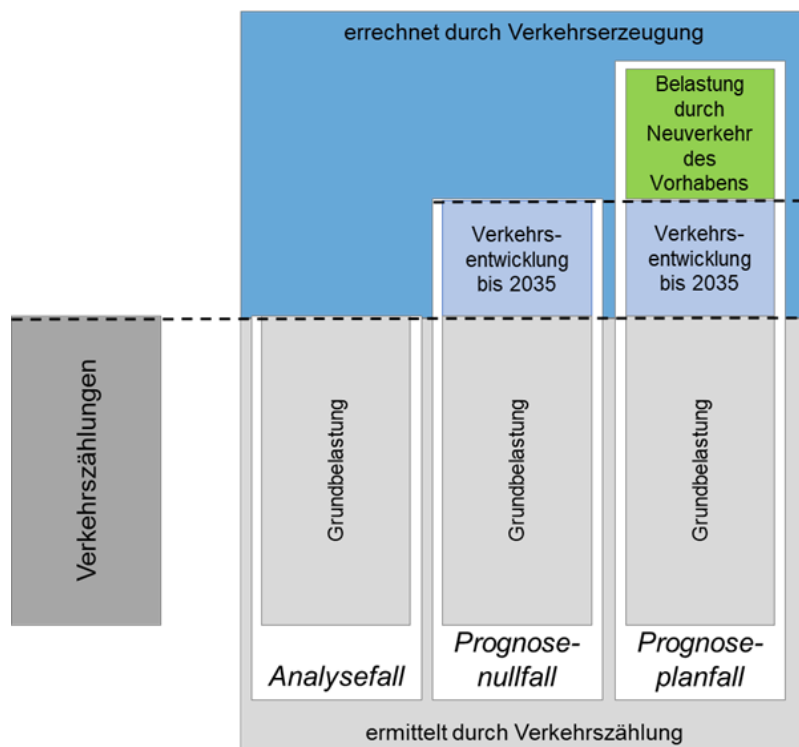 errechnet durch Verkehrserzeugung
Belastung
durch
Neuverkehr
des
Vorhabens
Verkehrs-
entwicklung
bis 2035
Verkehrs-
entwicklung
bis 2035
Verkehrszählungen
Grundbelastung
Grundbelastung
Grundbelastung
Analysefall
Prognose-
nullfall
Prognose-
planfall
ermittelt durch Verkehrszählung